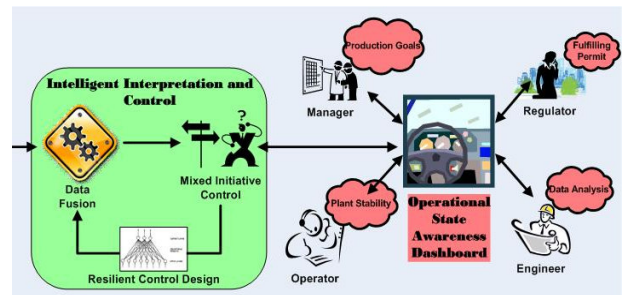 Intelligent Interpretation and
Control
Data
Fusion
?
Mixed Initiative
Control
Resilient Control Design
Production Goals
Manager
Fulfilling
Permit
Regulator
Plant Stability
Operator
Operational
State
Awareness
Dashboard
Data Analysis
Engineer